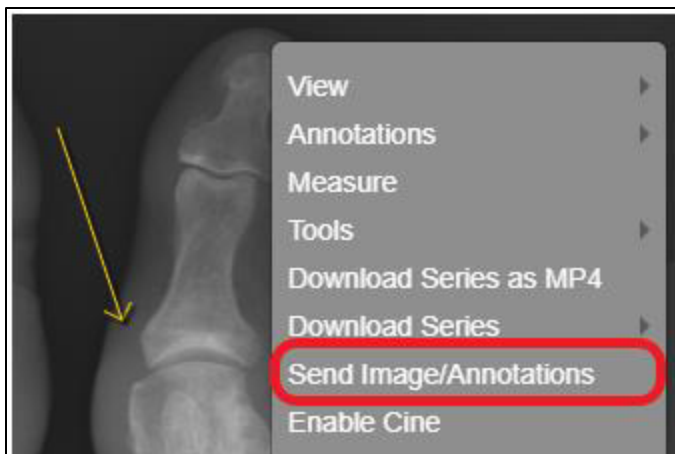 View
Annotations
Measure
Tools
Download Series as MP4
Download Series
Send Image/Annotations
Enable Cine